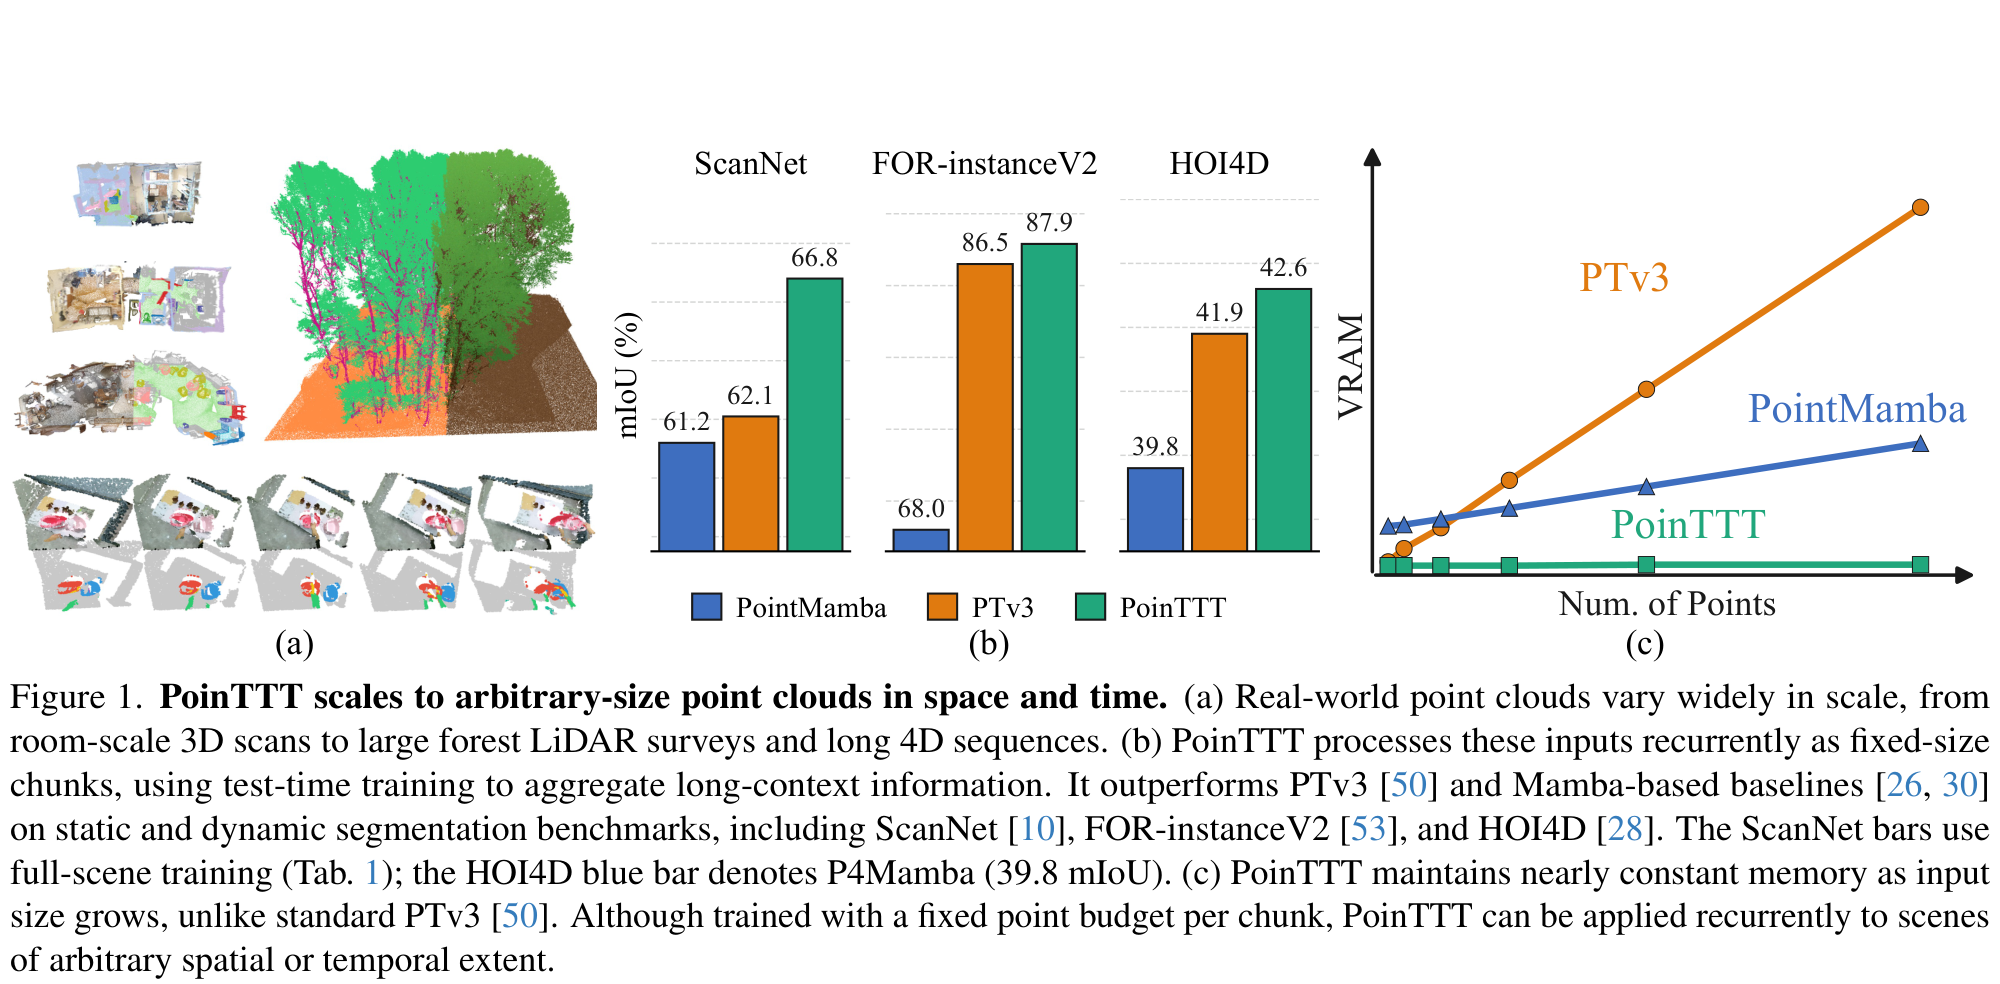 ScanNet
FOR-instanceV2
HOI4D
mIoU (%)
61.2
62.1
66.8
68.0
86.5
87.9
39.8
41.9
42.6
PointMamba
PTv3
PoinTTT
VRAM
PTv3
PointMamba
PoinTTT
Num. of Points
(a)
(b)
(c)
Figure 1. PoinTTT scales to arbitrary-size point clouds in space and time. (a) Real-world point clouds vary widely in scale, from
room-scale 3D scans to large forest LiDAR surveys and long 4D sequences. (b) PoinTTT processes these inputs recurrently as fixed-size
chunks, using test-time training to aggregate long-context information. It outperforms PTv3 [50] and Mamba-based baselines [26, 30]
on static and dynamic segmentation benchmarks, including ScanNet [10], FOR-instanceV2 [53], and HOI4D [28]. The ScanNet bars use
full-scene training (Tab. 1); the HOI4D blue bar denotes P4Mamba (39.8 mIoU). (c) PoinTTT maintains nearly constant memory as input
size grows, unlike standard PTv3 [50]. Although trained with a fixed point budget per chunk, PoinTTT can be applied recurrently to scenes
of arbitrary spatial or temporal extent.